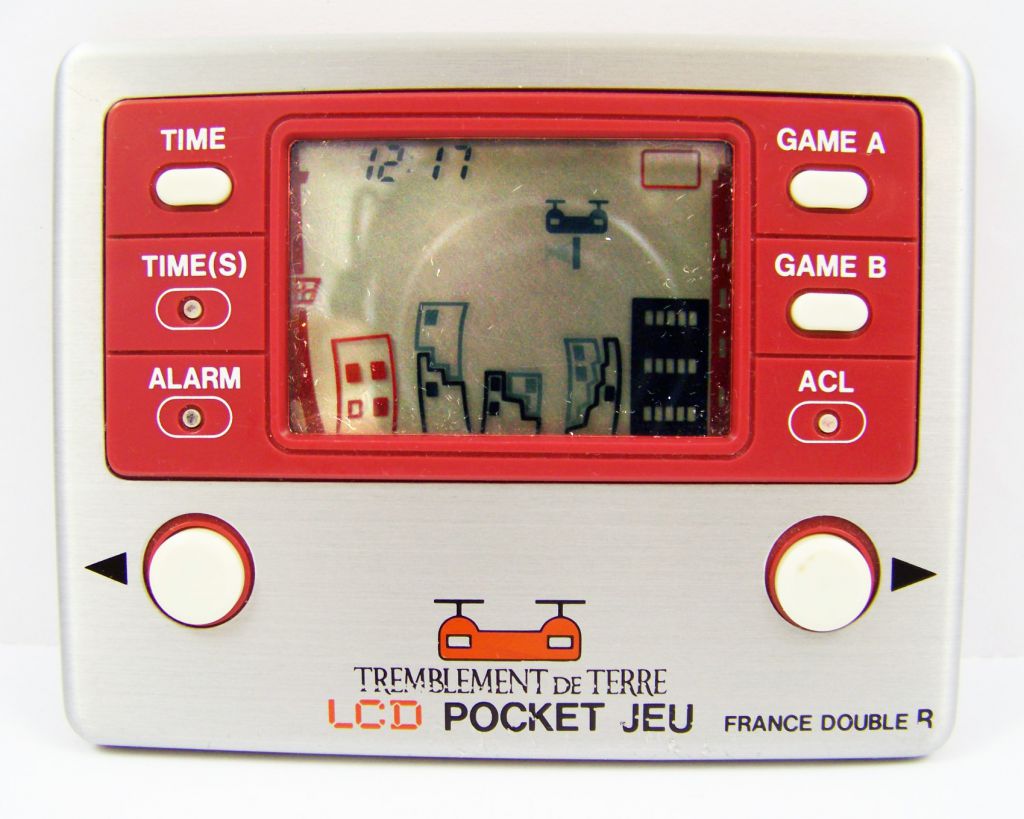 TIME
TIME(S)
ALARM
12 17
GAME A
GAME B
ACL
TREMBLEMENT DE TERRE
LCD POCKET JEU
FRANCE DOUBLE R